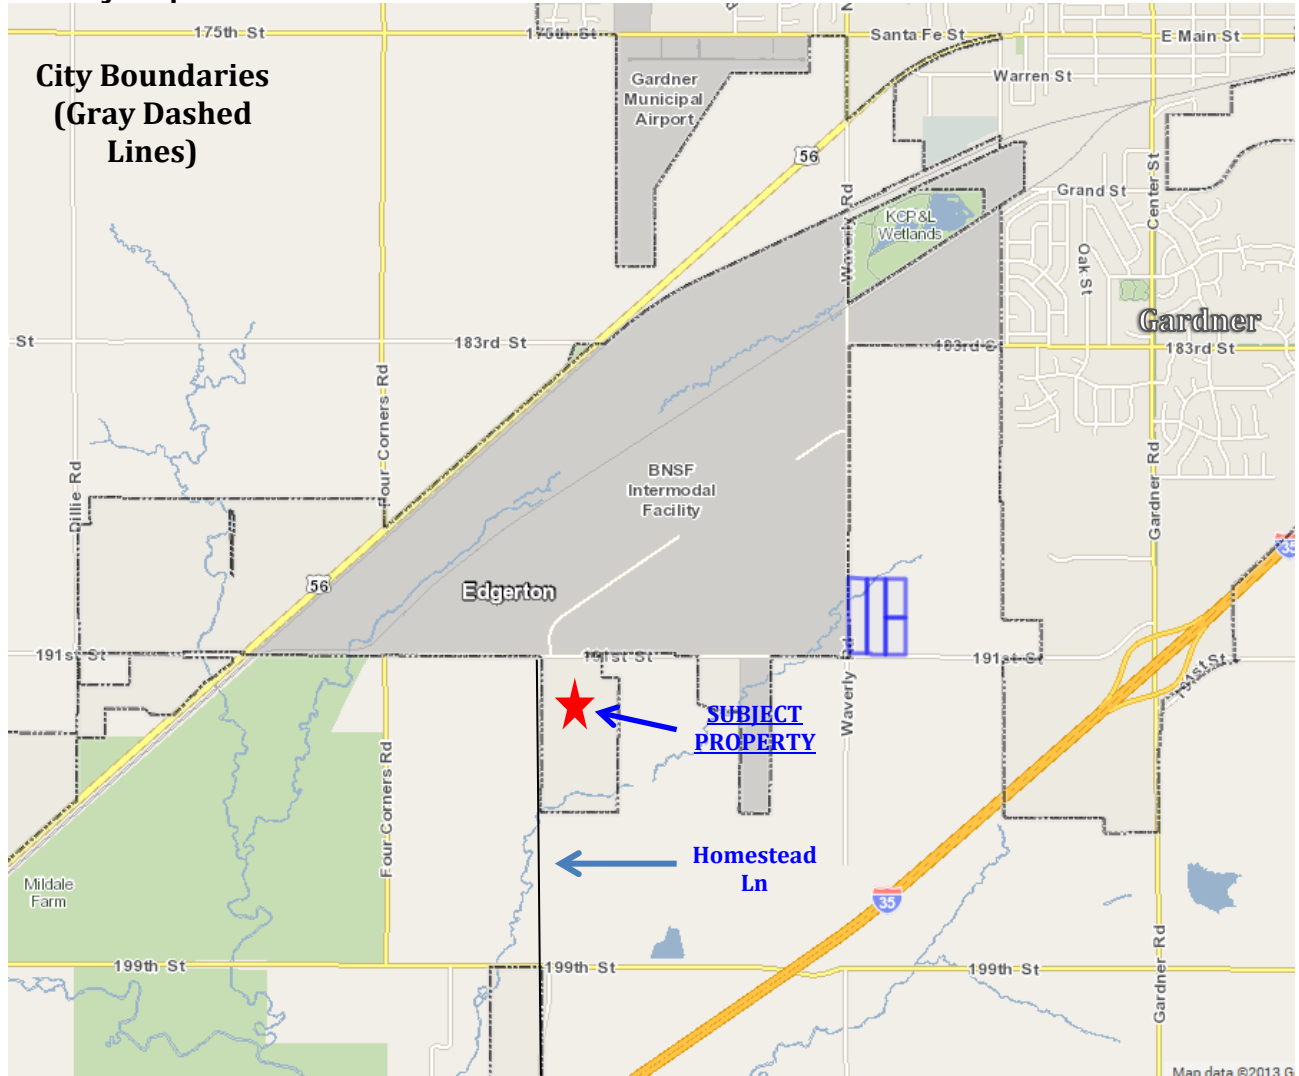 175th St
175th St
Santa Fe St
E Main St
City Boundaries
(Gray Dashed
Lines)
Gardner
Municipal
Airport
Warren St
56
Grand St
Center St
KCP&L
Wetlands
Waverly Rd
Oak St
Gardner
St
183rd St
183rd S
183rd St
Four Corners Rd
Dillie Rd
BNSF
Intermodal
Facility
Gardner Rd
35
56
Edgerton
191st St
191st St
191st St
191st St
Waverly Rd
SUBJECT
PROPERTY
Four Corners Rd
Homestead
Ln
Mildale
Farm
35
199th St
199th St
199th St
Gardner Rd
Map data ©2013 G